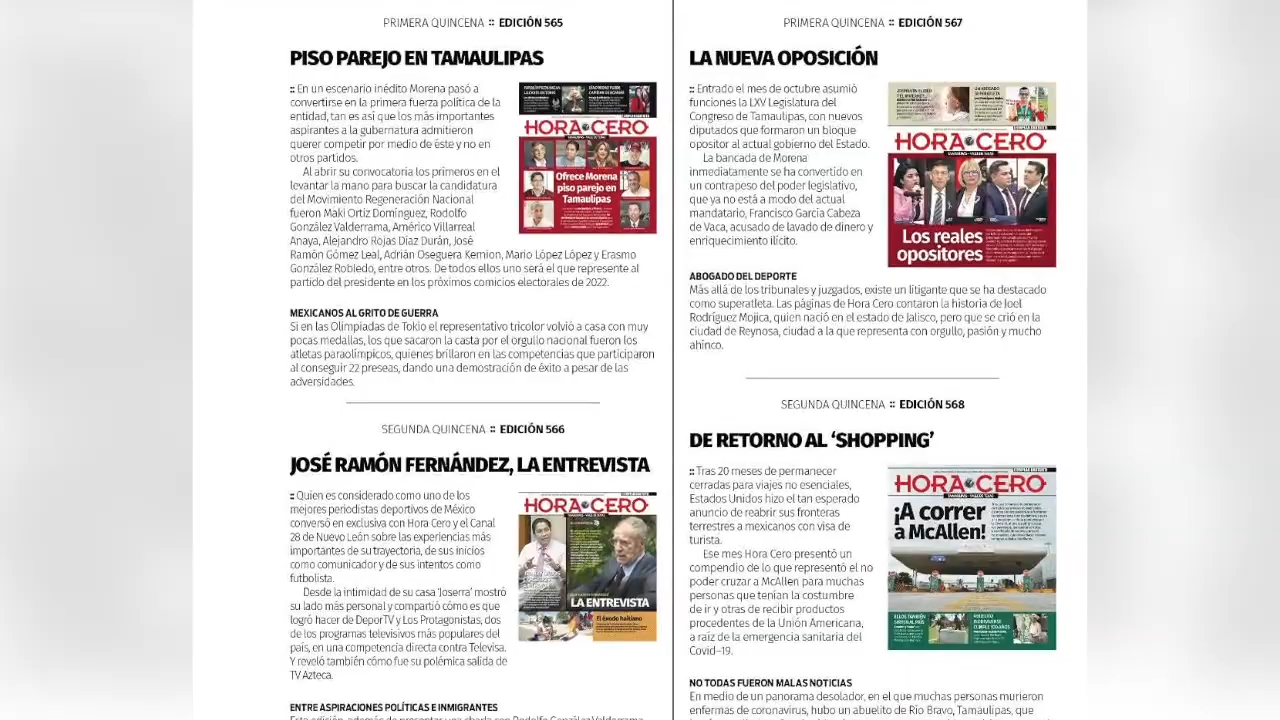 PRIMERA QUINCENA :: EDICIÓN 565
PISO PAREJO EN TAMAULIPAS
:: En un escenario inédito Morena pasó a
convertirse la primera fuerza política de la
entidad, tan es así que los más importantes
aspirantes a la gubernatura admitieron
competir por medio de éste y no en
otros partidos.
Al abrir su convocatoria los primeros en el
levantar la mano para buscar la candidatura
del Movimiento Regeneración Nacional
fueron Maki Ortiz Domínguez, Rodolfo
González Valderrama, Américo Villarreal
Anaya, Alejandro Rojas Díaz Durán, José
Ramón Gómez Leal, Adrián Oseguera Kernion, Mario López López y Erasmo
González Robledo, entre otros. De todos ellos uno será el que represente al
partido del presidente en los próximos comicios electorales de 2022.
HORA CERO
Ofrece Morena
piso parejo en
Tamaulipas
MEXICANOS AL GRITO DE GUERRA
Si en las Olimpiadas de Tokio el representativo tricolor volvió a casa con muy
pocas medallas, los que sacaron la casta por el orgullo nacional fueron los
atletas paraolímpicos, quienes brillaron en las competencias que participaron
al conseguir 22 preseas, dando una demostración de éxito a pesar de las
adversidades.
SEGUNDA QUINCENA :: EDICIÓN 566
JOSÉ RAMÓN FERNÁNDEZ, LA ENTREVISTA
:: Quien es considerado como uno de los
mejores periodistas deportivos de México
conversó en exclusiva con Hora Cero y el Canal
28 de Nuevo León sobre las experiencias más
importantes de su trayectoria, de sus inicios
como comunicador y de sus intentos como
futbolista.
Desde la intimidad de su casa 'Joserra' mostró
su lado más personal y compartió cómo es que
logró hacer de DeporTV y Los Protagonistas, dos
de los programas televisivos más populares del
país, en una competencia directa contra Televisa.
Y reveló también cómo fue su polémica salida de
TV Azteca.
HORA CERO
LA ENTREVISTA
El éxodo haitiano
ENTRE ASPIRACIONES POLÍTICAS E INMIGRANTES
Esta edición, además de presentar una charla con Rodolfo González Valderrama,
PRIMERA QUINCENA :: EDICIÓN 567
LA NUEVA OPOSICIÓN
:: Entrado el mes de octubre asumió
funciones la LXV Legislatura del
Congreso de Tamaulipas, con nuevos
diputados que integran un bloque
opositor al actual gobierno del Estado.
La bancada de Morena
inmediatamente se ha convertido en
un contrapeso del poder legislativo,
que ya no está a modo del actual
mandatario Francisco García Cabeza
de Vaca, acusado de lavado de dinero y
enriquecimiento ilícito.
HORA CERO
Los reales
opositores
ABOGADO DEL DEPORTE
Más allá de los tribunales y juzgados, existe un litigante que se ha destacado
como superatleta. Las páginas de Hora Cero contaron la historia de Joel
Rodríguez Mojica, quien nació en el estado de Jalisco, pero que se crió en la
ciudad de Reynosa, ciudad a la que representa con orgullo, pasión y mucho
ahínco.
SEGUNDA QUINCENA :: EDICIÓN 568
DE RETORNO AL 'SHOPPING'
:: Tras 20 meses de permanecer
cerradas para viajes no esenciales,
Estados Unidos hizo el tan esperado
anuncio de reabrir sus fronteras
terrestres a mexicanos con visa de
turista.
Ese mes Hora Cero presentó un
compendio de lo que representó el no
poder cruzar a McAllen para muchas
personas que tenían la costumbre
de ir y otras de recibir productos
procedentes de la Unión Americana,
a raíz de la emergencia sanitaria del
Covid–19.
HORA CERO
¡A correr
a McAllen!
NO TODAS FUERON MALAS NOTICIAS
En medio de un panorama desolador, en el que muchas personas murieron
enfermas de coronavirus, hubo un abuelito de Río Bravo, Tamaulipas, que